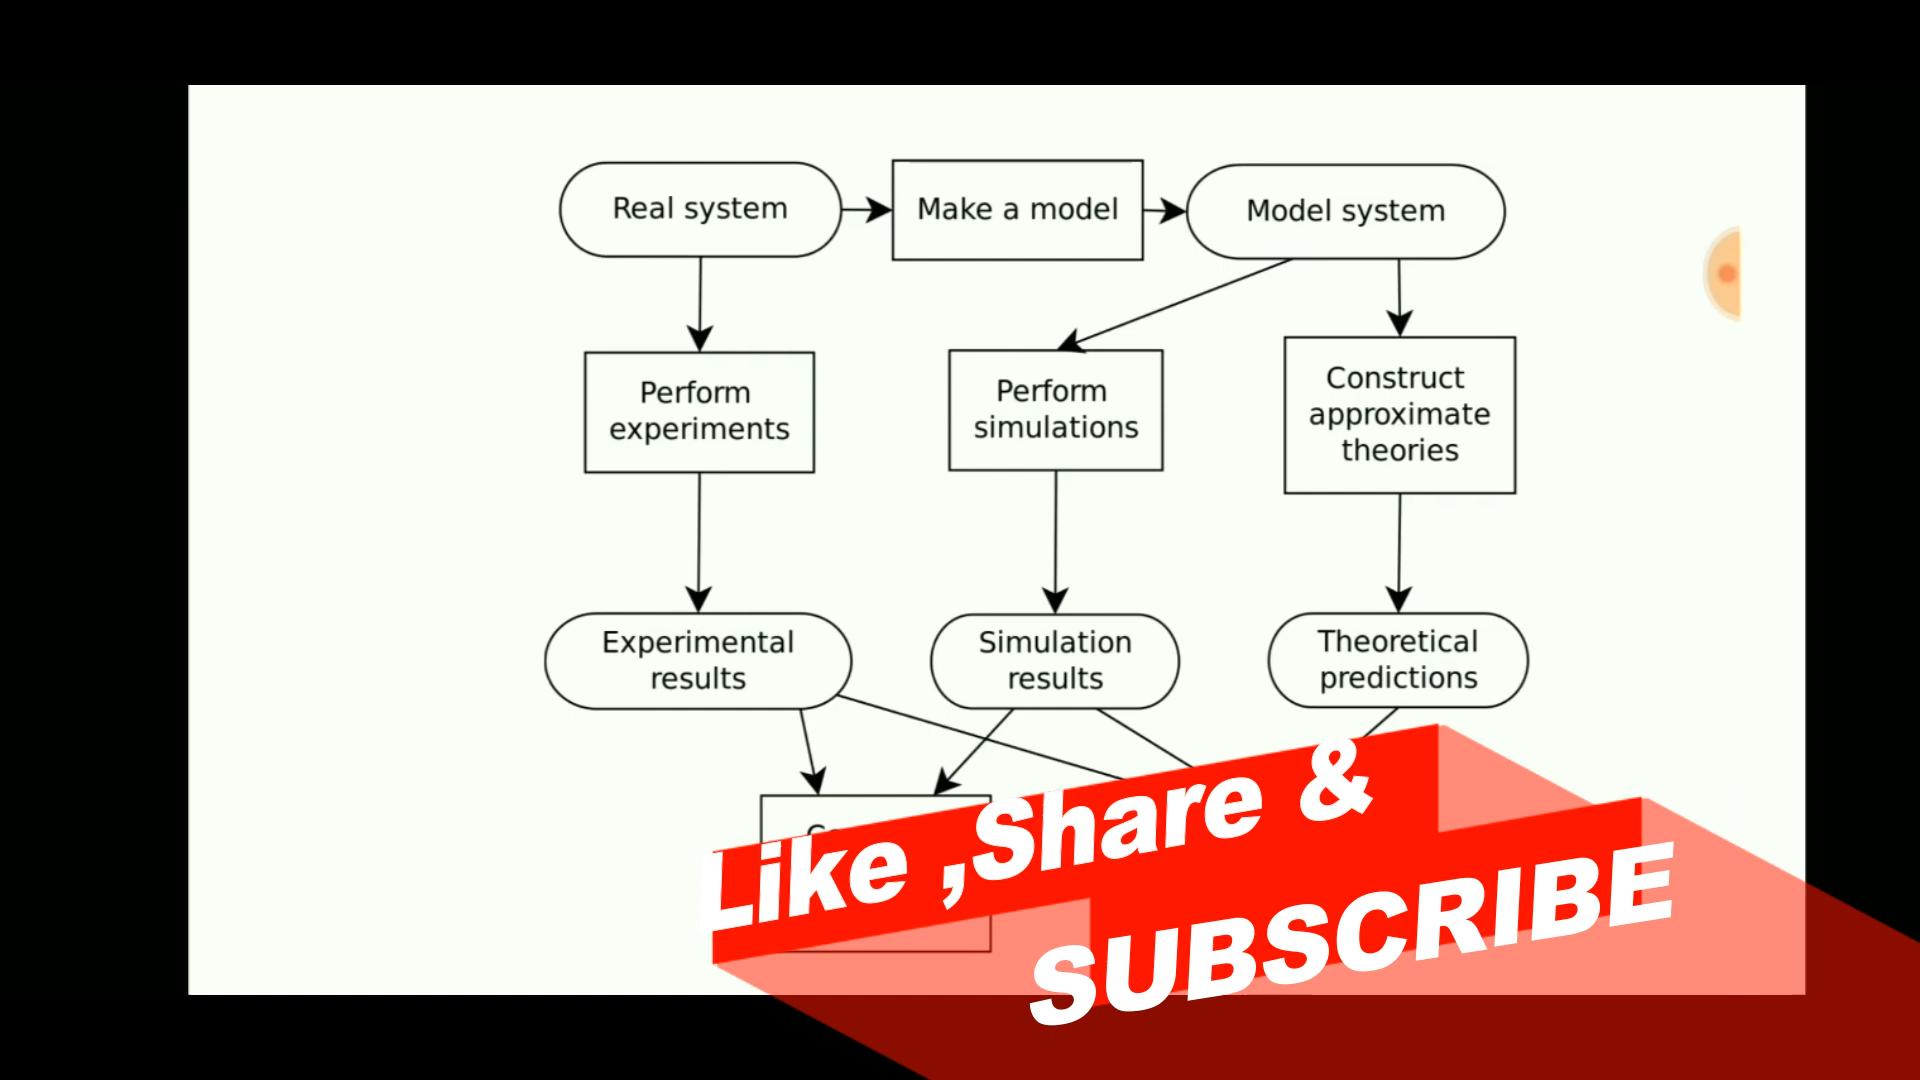 Real system
Make a model
Model system
Perform
experiments
Perform
simulations
Construct
approximate
theories
Experimental
results
Simulation
results
Theoretical
predictions
Like ,Share &
SUBSCRIBE